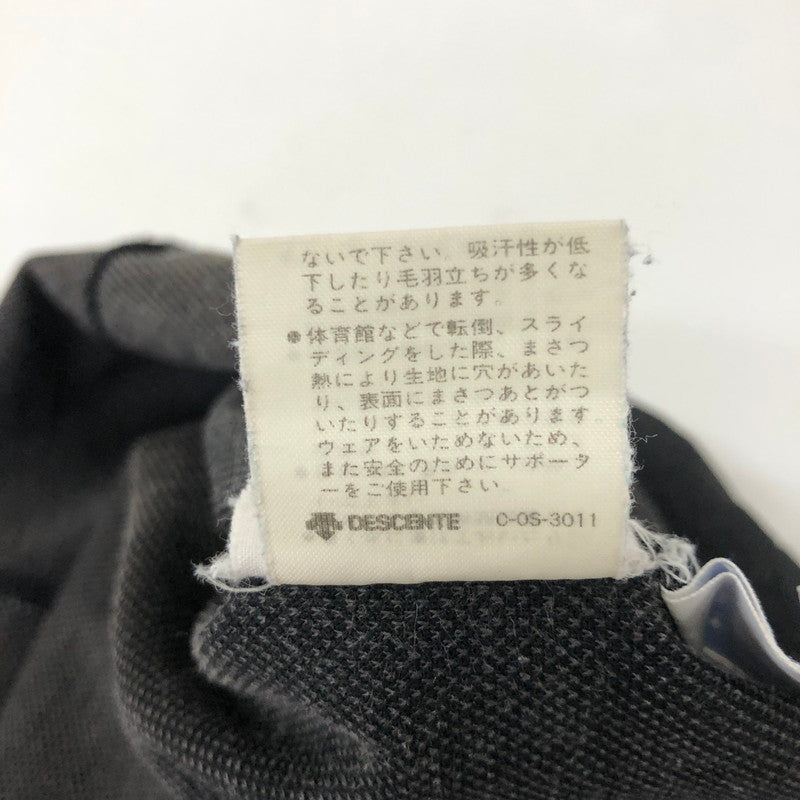 ないで下さい。吸汗性が低
下したり毛羽立ちが多くな
ることがあります。
●体育館などで転倒、スライ
ディングをした際、まさつ
熱により生地に穴があいた
り、表面にまさつあとがつ
いたりすることがあります。
ウェアをいためないため、
また安全のためにサポータ
ーをご使用下さい。
DESCENTE C-OS-3011